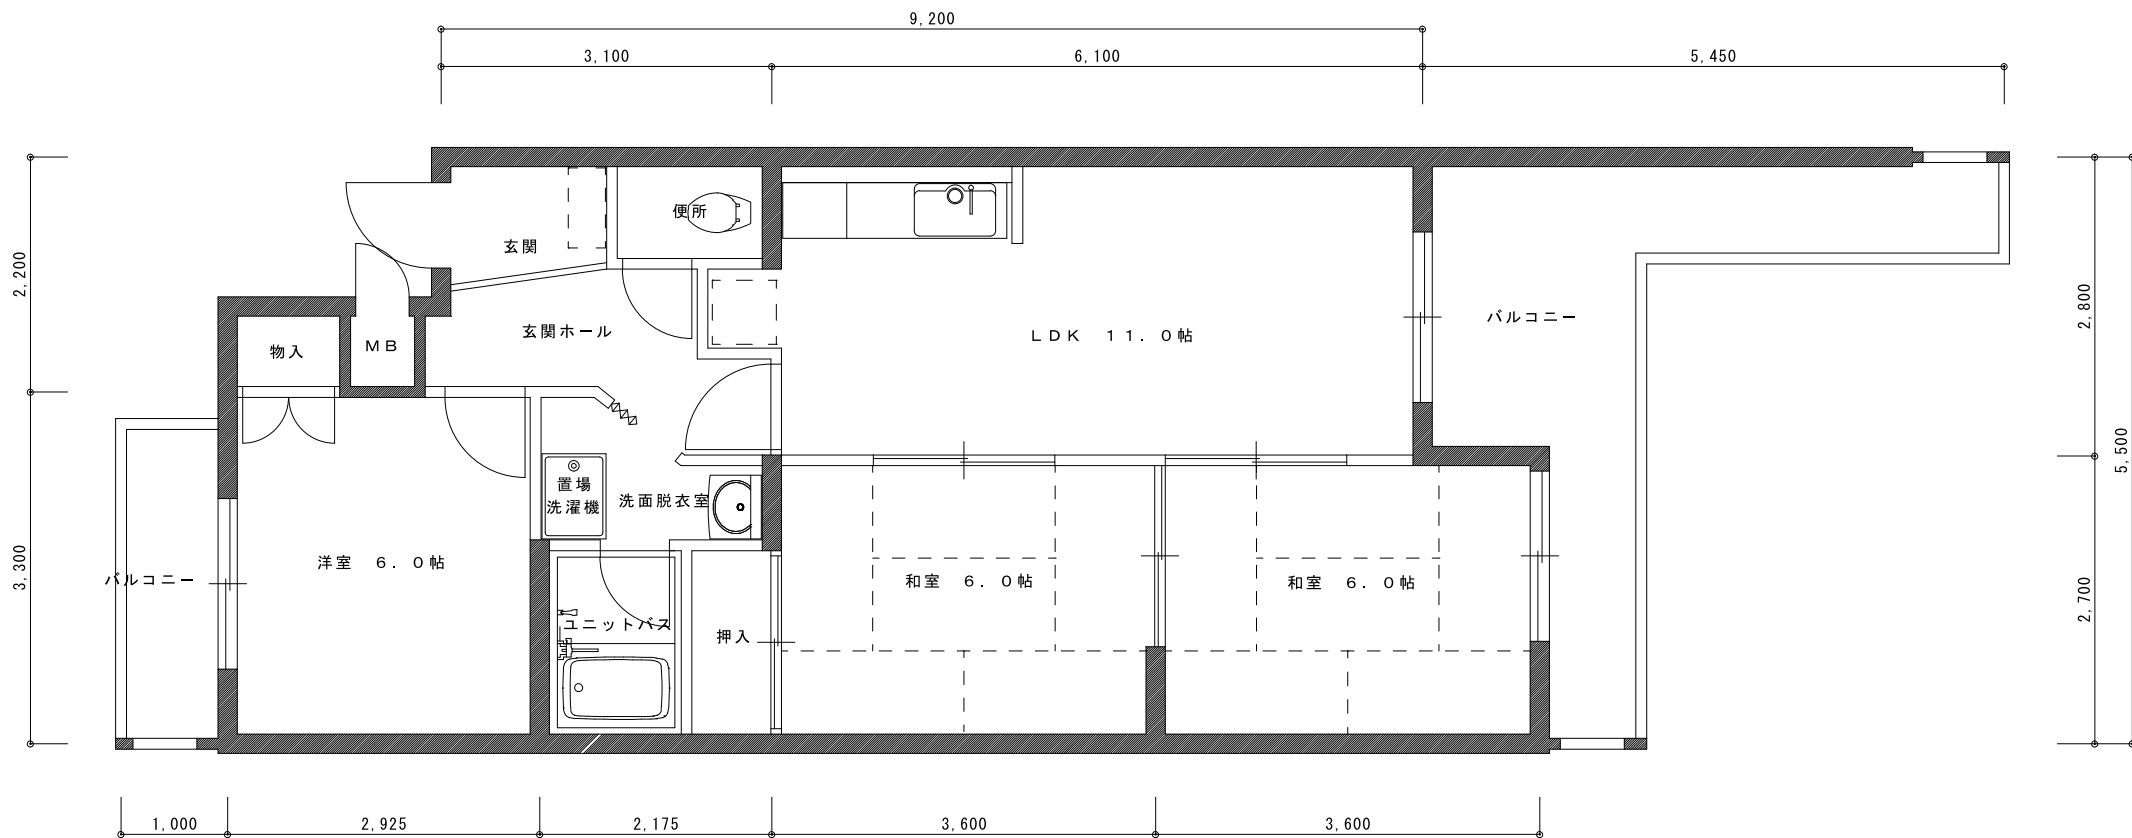 9,200
3,100
6,100
5,450
便所
玄関
2,200
2,800
バルコニー
玄関ホール
LDK 11.0帖
MB
物入
5,500
置場
洗濯機
洗面脱衣室
3,300
洋室 6.0帖
バルコニー
和室 6.0帖
和室 6.0帖
2,700
ユニットバス
押入
1,000
2,925
2,175
3,600
3,600